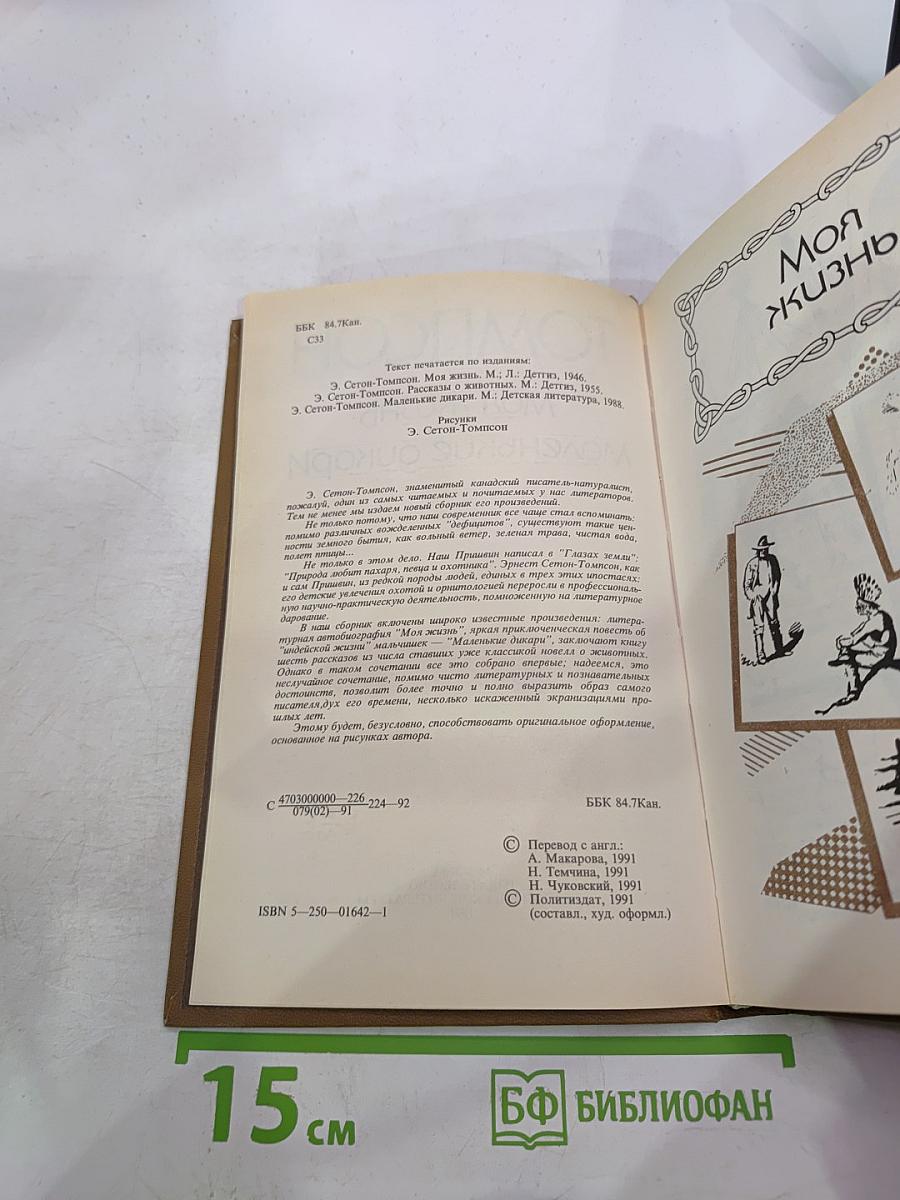 ББК 84.7Кан.
С33
Текст печатается по изданиям:
Э. Сетон-Томпсон. Моя жизнь. М.; Л.: Детгиз, 1946.
Э. Сетон-Томпсон. Рассказы о животных. М.: Детгиз, 1955.
Э. Сетон-Томпсон. Маленькие дикари. М.: Детская литература, 1988.
Рисунки
Э. Сетон-Томпсон
Э. Сетон-Томпсон, знаменитый канадский писатель-натуралист,
пожалуй, один из самых читаемых и почитаемых у нас литераторов.
Тем не менее мы издаем новый сборник его произведений.
Не только потому, что наш современник все чаще стал вспоминать:
помимо различных вожделенных "дефицитов", существуют такие цен-
ности земного бытия, как вольный ветер, зеленая трава, чистая вода,
полет птицы...
Не только в этом дело. Наш Пришвин написал в "Глазах земли":
"Природа любит пахаря, певца и охотника". Эрнест Сетон-Томпсон, как
и сам Пришвин, из редкой породы людей, единых в трех этих ипостасях:
его детские увлечения охотой и орнитологией переросли в профессиональ-
ную научно-практическую деятельность, помноженную на литературное
дарование.
В наш сборник включены широко известные произведения: литера-
турная автобиография "Моя жизнь", яркая приключенческая повесть об
"индейской жизни" мальчишек — "Маленькие дикари", заключают книгу
шесть рассказов из числа ставших уже классикой новелл о животных.
Однако в таком сочетании все это собрано впервые; надеемся, это
неслучайное сочетание, помимо чисто литературных и познавательных
достоинств, позволит более точно и полно выразить образ самого
писателя,дух его времени, несколько искаженный экранизациями про-
шлых лет.
Этому будет, безусловно, способствовать оригинальное оформление,
основанное на рисунках автора.
С 4703000000—226 224—92
079(02)—91
ББК 84.7Кан.
© Перевод с англ.:
А. Макарова, 1991
Н. Темчина, 1991
Н. Чуковский, 1991
© Политиздат, 1991
(составл., худ. оформл.)
ISBN 5—250—01642—1
Моя
жизнь
15 см
БФ БИБЛИОФАН